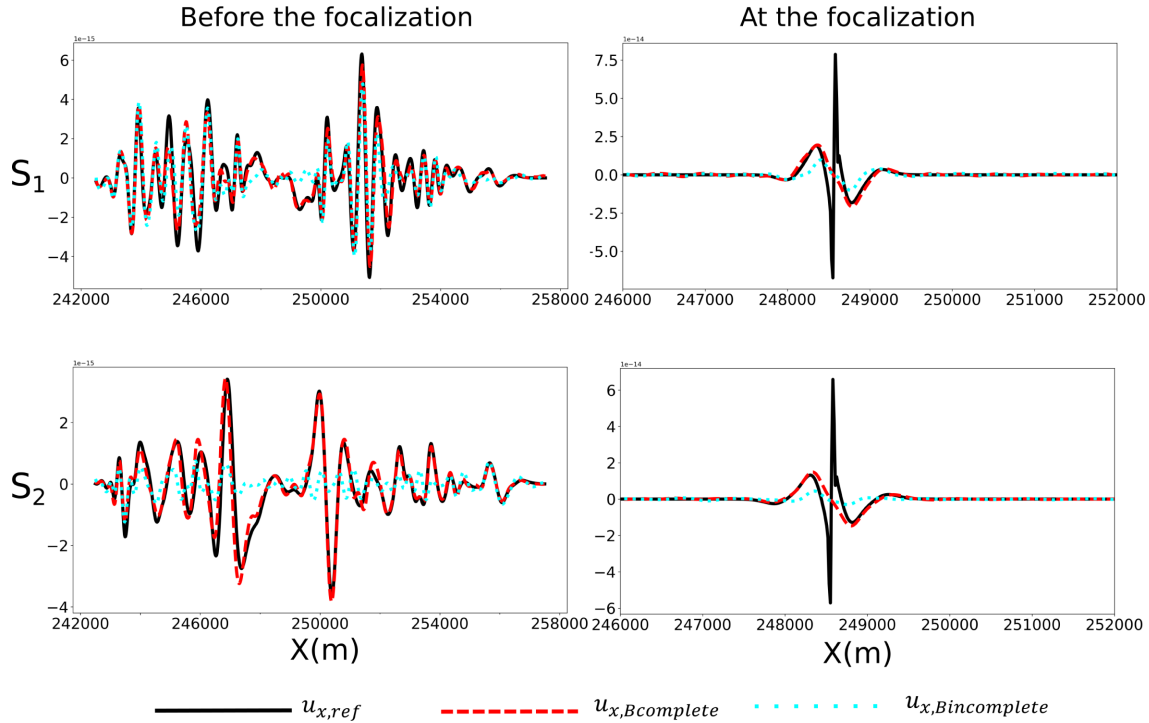 Before the focalization
At the focalization
1e−15
6
4
2
0
−2
−4
242000 246000 250000 254000 258000
S1
1e−14
7.5
5.0
2.5
0.0
−2.5
−5.0
246000 247000 248000 249000 250000 251000 252000
1e−15
2
0
−2
−4
242000 246000 250000 254000 258000
S2
X(m)
1e−14
6
4
2
0
−2
−4
−6
246000 247000 248000 249000 250000 251000 252000
X(m)
u_{x,ref}
u_{x,Bcomplete}
u_{x,Bincomplete}